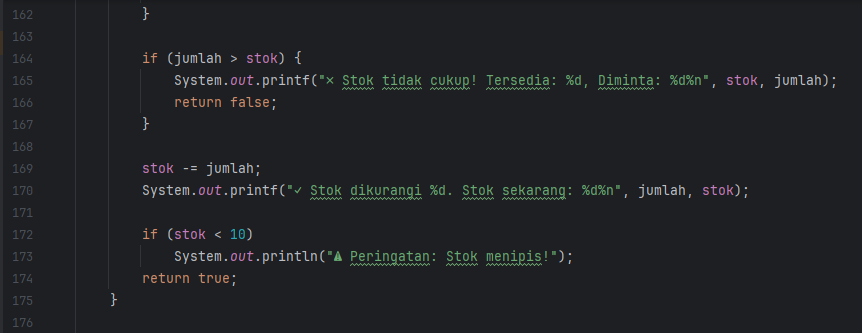 162 }
163
164 if (jumlah > stok) {
165 System.out.printf("✕ Stok tidak cukup! Tersedia: %d, Diminta: %d%n", stok, jumlah);
166 return false;
167 }
168
169 stok -= jumlah;
170 System.out.printf("✓ Stok dikurangi %d. Stok sekarang: %d%n", jumlah, stok);
171
172 if (stok < 10)
173 System.out.println("⚠ Peringatan: Stok menipis!");
174 return true;
175 }
176